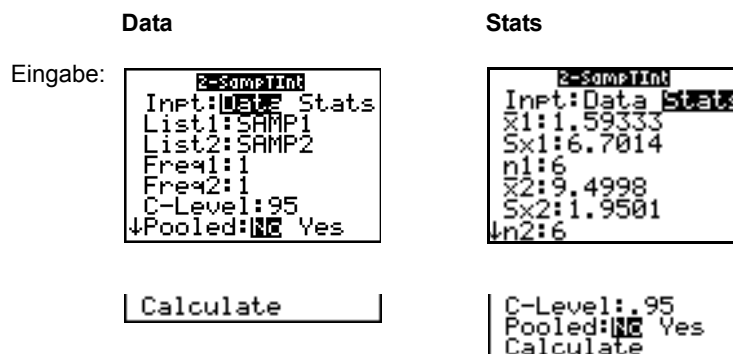 Data
Stats
Eingabe:
2-SampTInt
Inpt:Data Stats
List1:SAMP1
List2:SAMP2
Freq1:1
Freq2:1
C-Level:95
↓Pooled:No Yes
Calculate
2-SampTInt
Inpt:Data Stats
x̄1:1.59333
Sx1:6.7014
n1:6
x̄2:9.4998
Sx2:1.9501
↓n2:6
C-Level:.95
Pooled:No Yes
Calculate